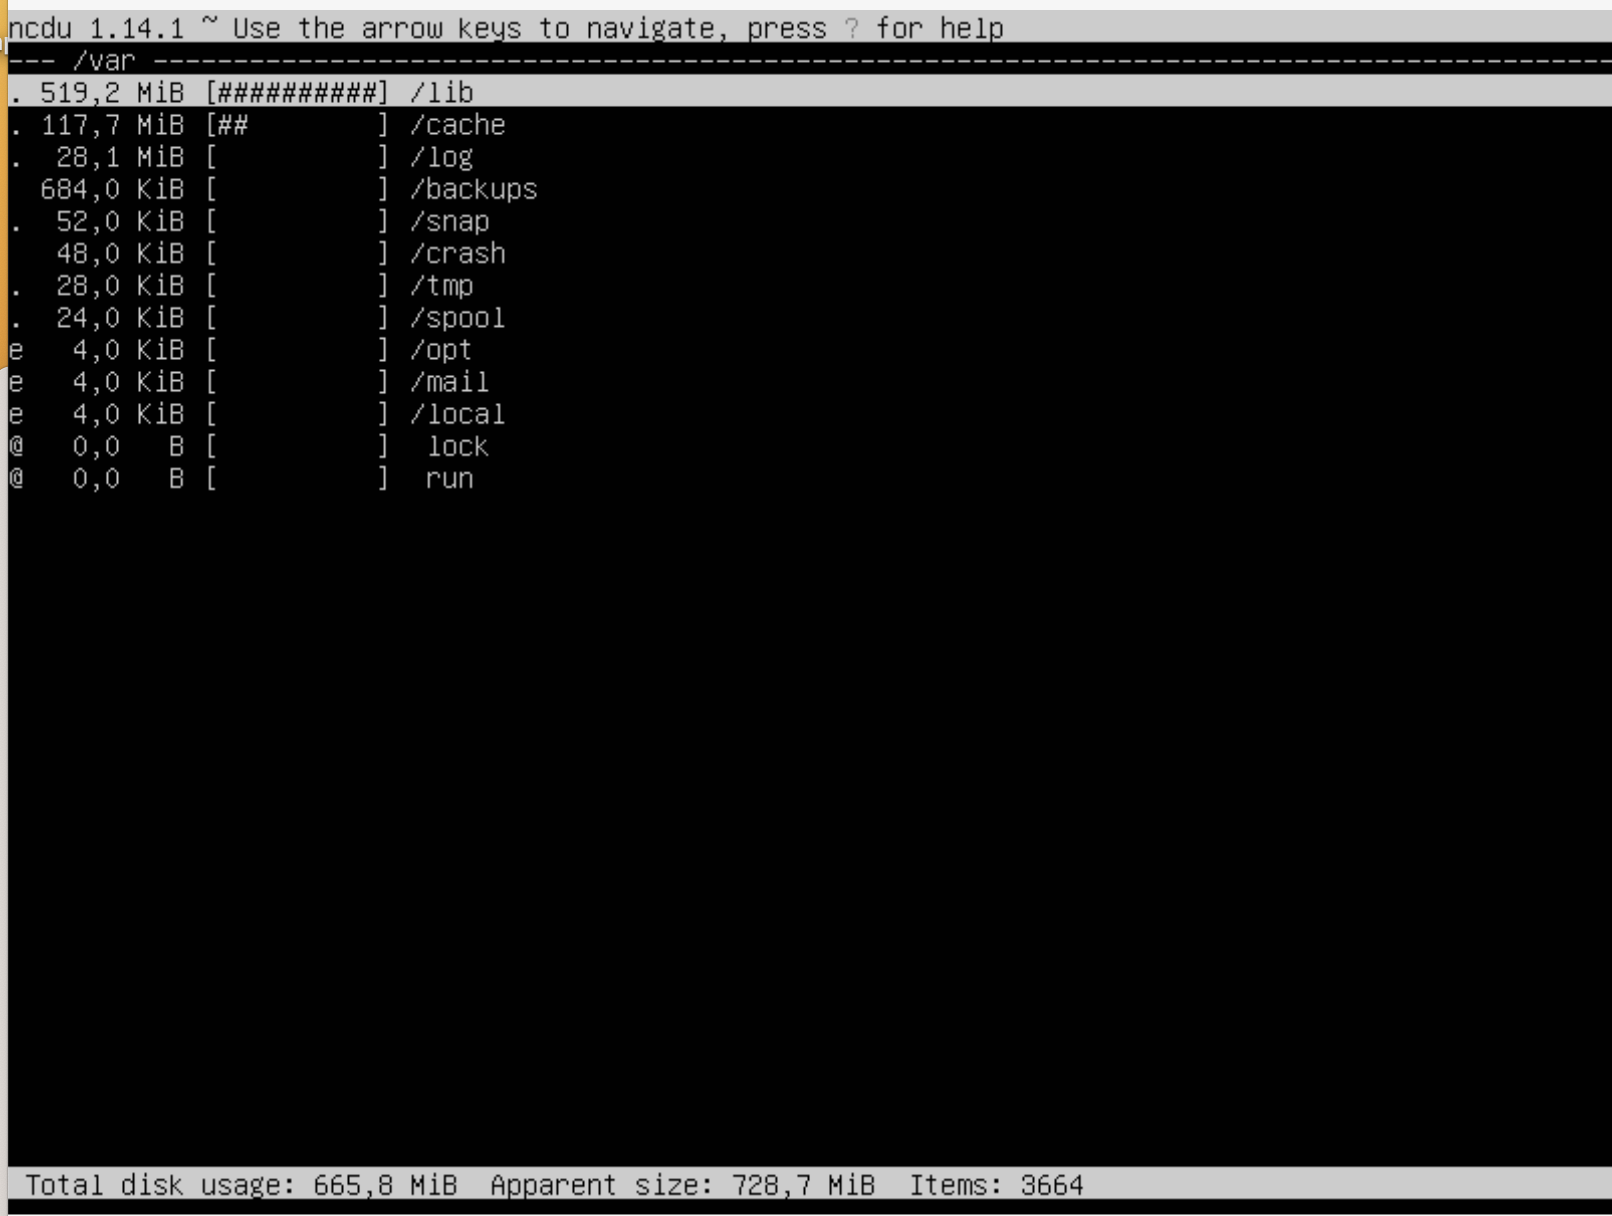 ncdu 1.14.1 ~ Use the arrow keys to navigate, press ? for help
--- /var ------------------------------------------------------------------------------------------
. 519,2 MiB [##########] /lib
. 117,7 MiB [##        ] /cache
.  28,1 MiB [          ] /log
  684,0 KiB [          ] /backups
.  52,0 KiB [          ] /snap
   48,0 KiB [          ] /crash
.  28,0 KiB [          ] /tmp
.  24,0 KiB [          ] /spool
e   4,0 KiB [          ] /opt
e   4,0 KiB [          ] /mail
e   4,0 KiB [          ] /local
@   0,0   B [          ]  lock
@   0,0   B [          ]  run
Total disk usage: 665,8 MiB  Apparent size: 728,7 MiB  Items: 3664